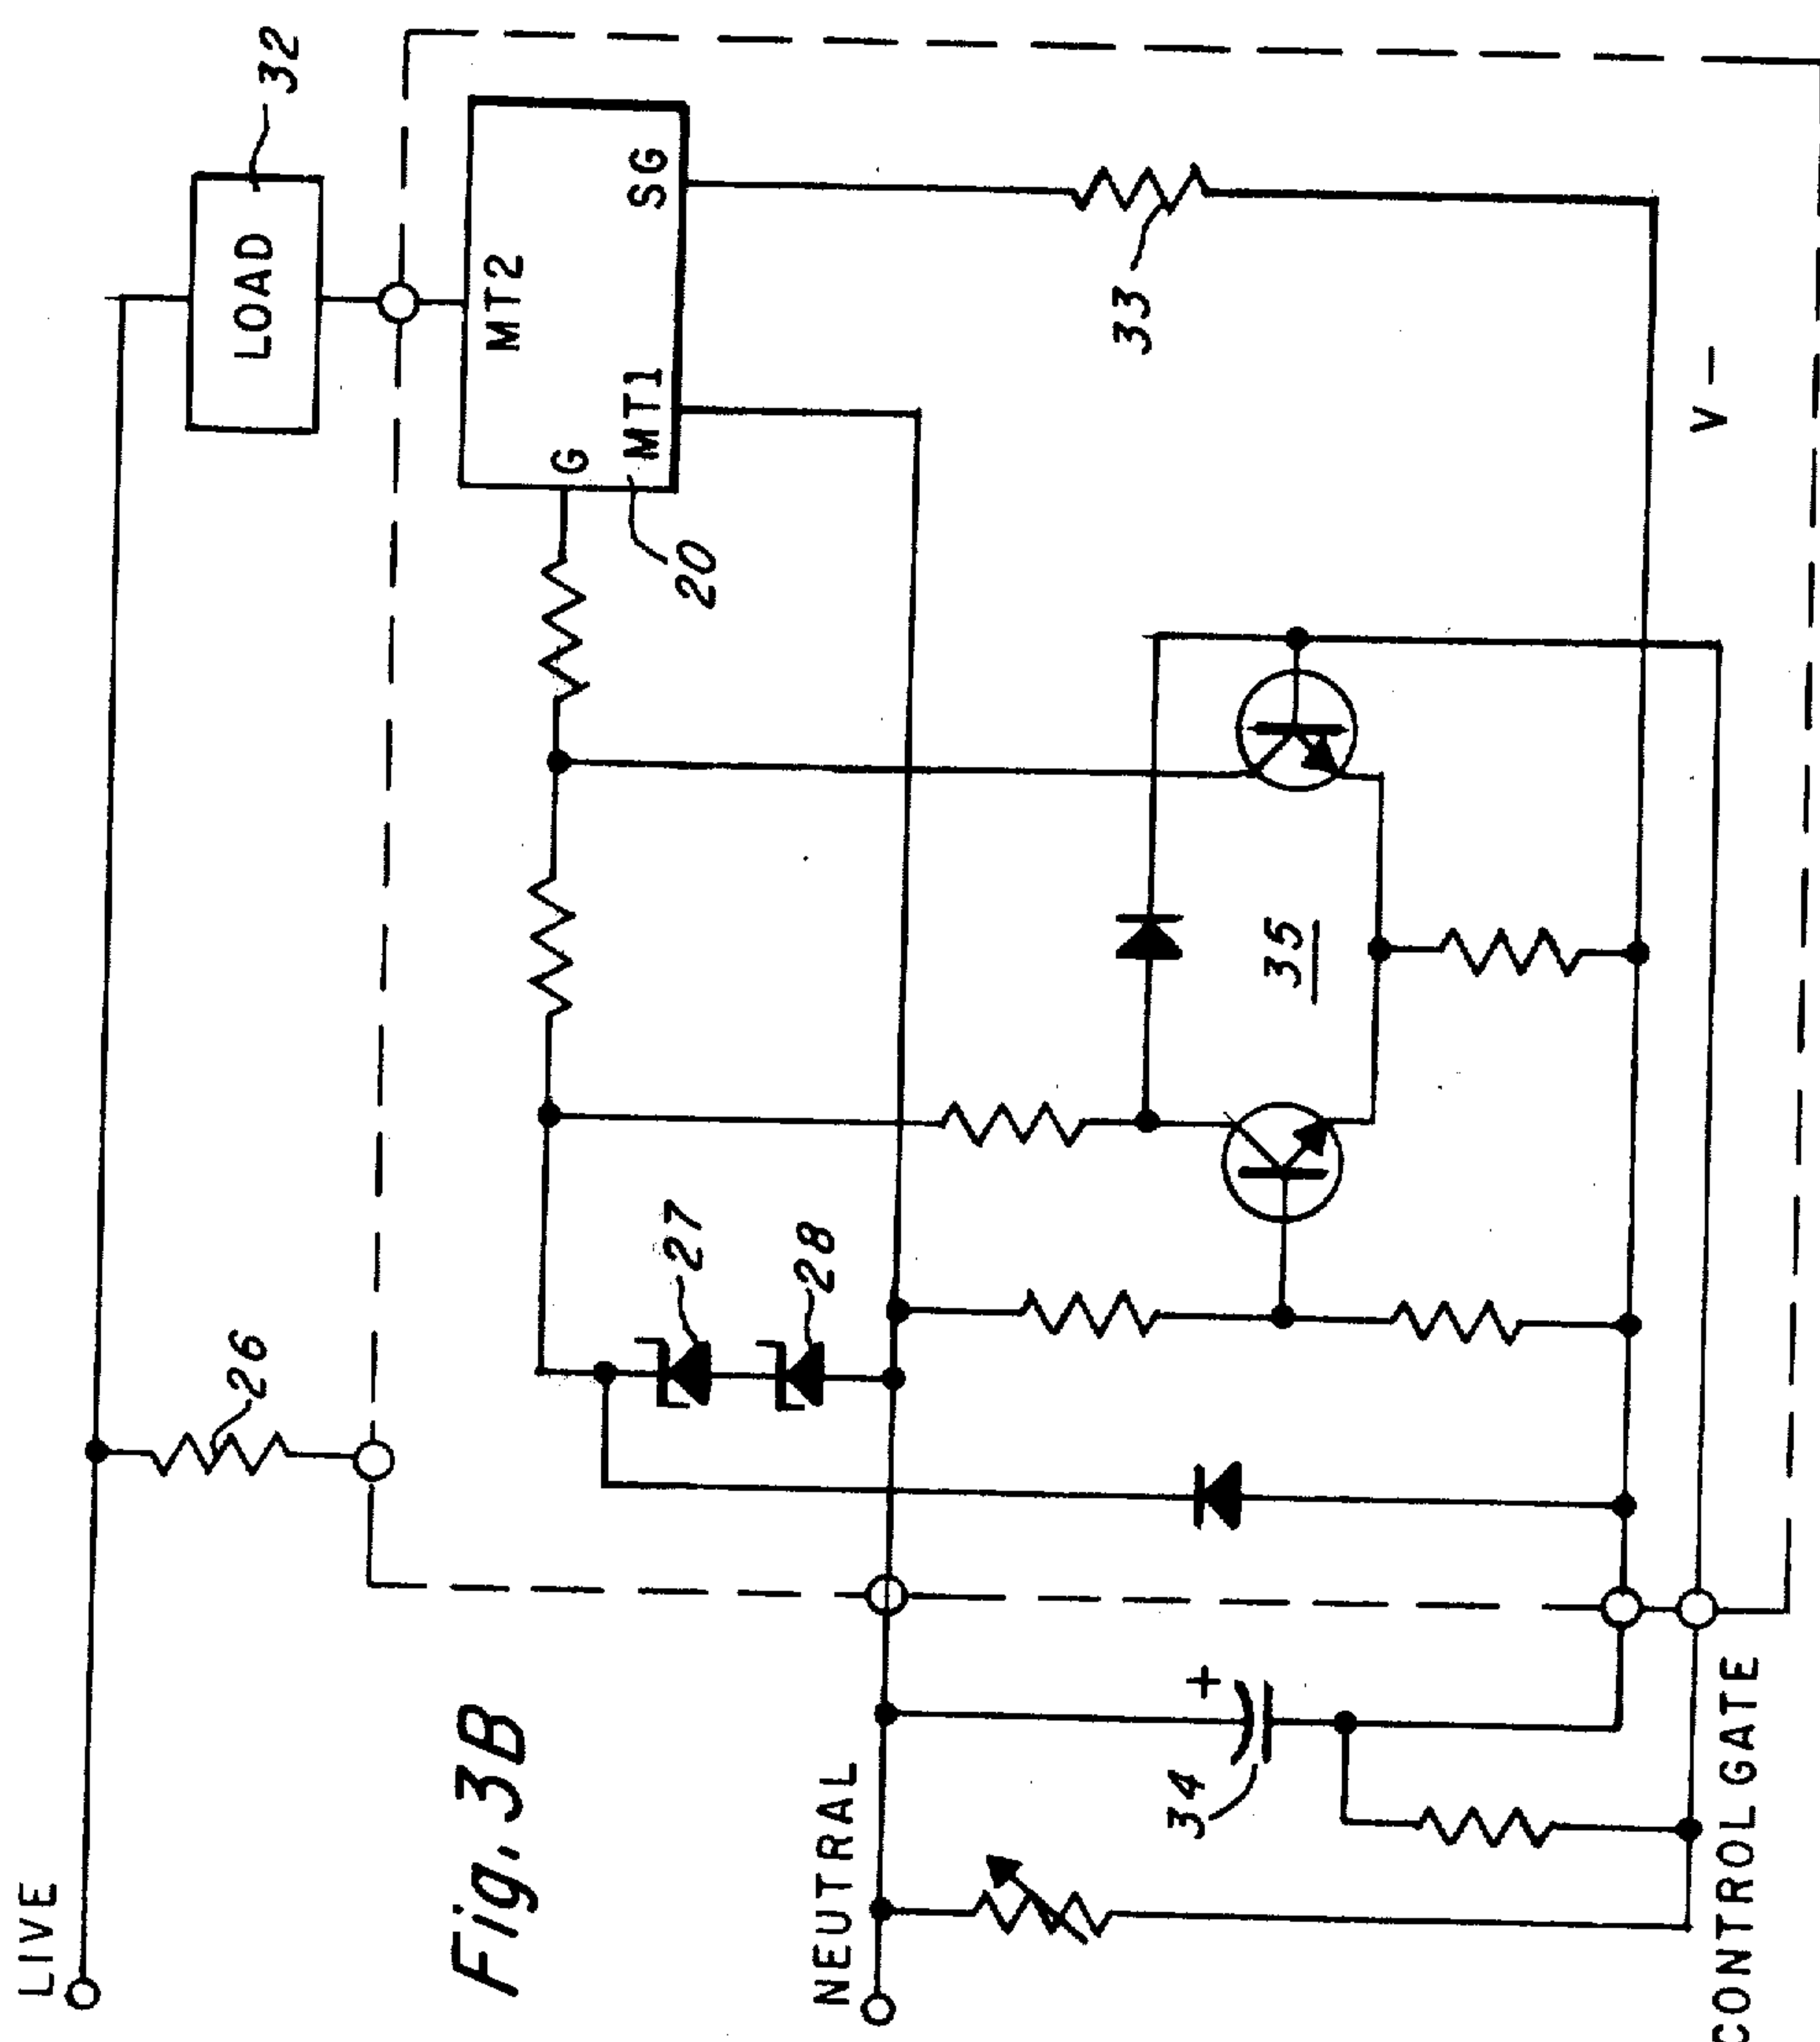 LIVE
26
LOAD
32
Fig. 3B
NEUTRAL
27
28
G
MT2
MT1
SG
20
33
34
+
35
V-
CONTROL GATE